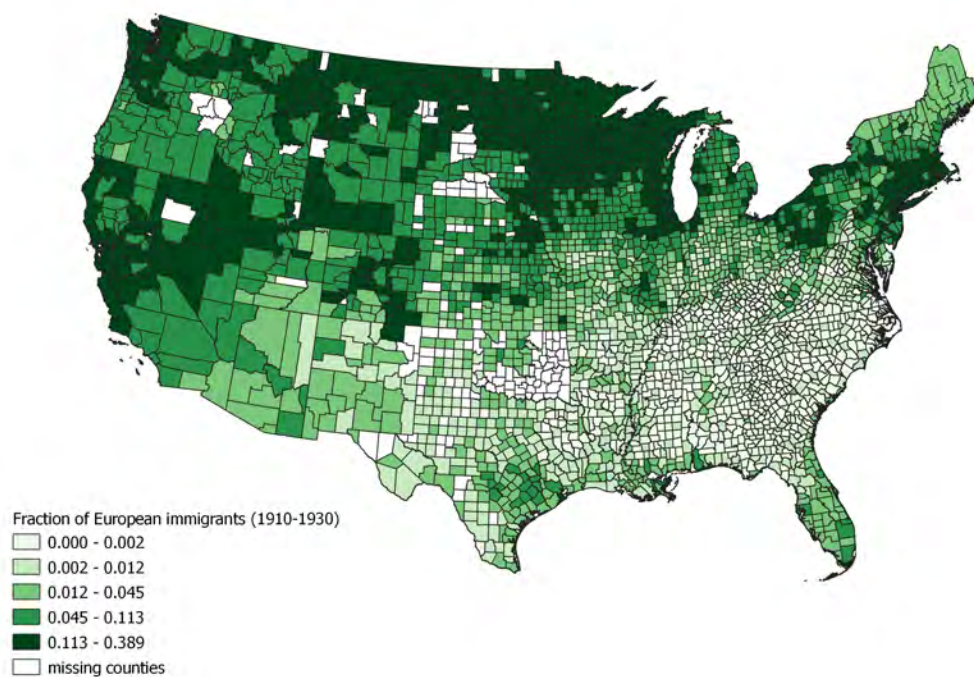 Fraction of European immigrants (1910-1930)
0.000 - 0.002
0.002 - 0.012
0.012 - 0.045
0.045 - 0.113
0.113 - 0.389
missing counties